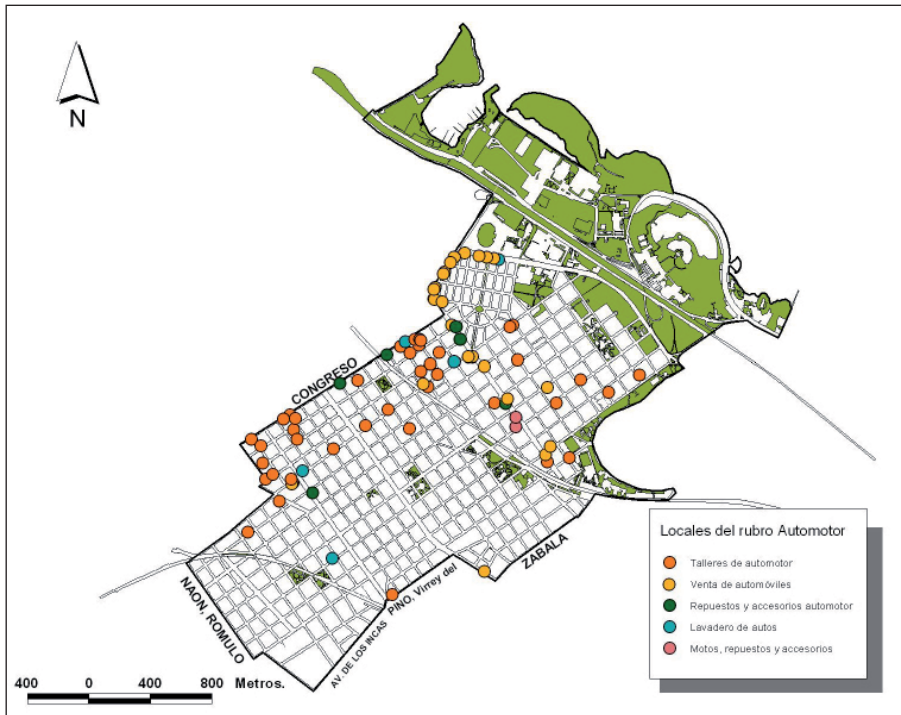 N
CONGRESO
Locales del rubro Automotor
Talleres de automotor
Venta de automóviles
Repuestos y accesorios automotor
Lavadero de autos
Motos, repuestos y accesorios
ZABALA
PINO, Virrey del
NAON, ROMULO
AV. DE LOS INCAS
400 0 400 800 Metros.